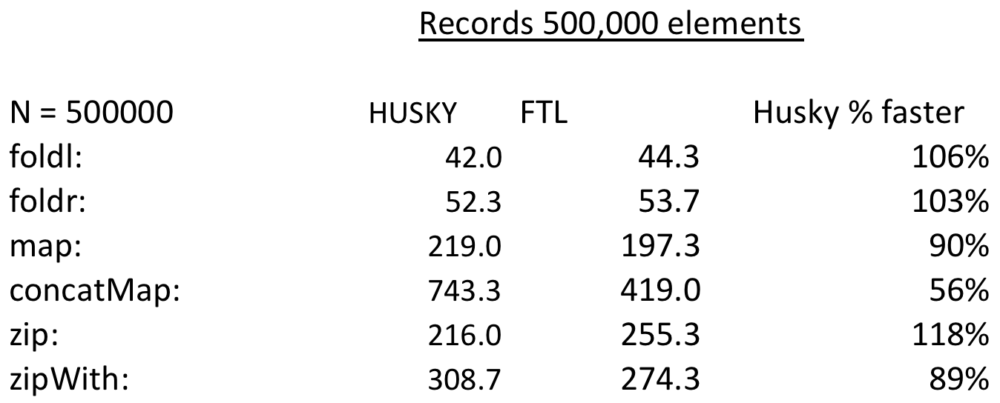 Records 500,000 elements
N = 500000 HUSKY FTL Husky % faster
foldl: 42.0 44.3 106%
foldr: 52.3 53.7 103%
map: 219.0 197.3 90%
concatMap: 743.3 419.0 56%
zip: 216.0 255.3 118%
zipWith: 308.7 274.3 89%